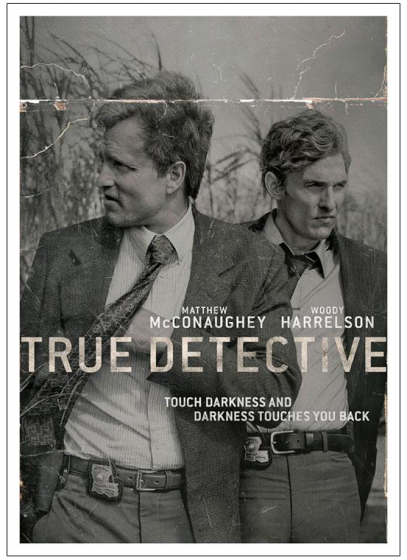 MATTHEW WOODY
McCONAUGHEY HARRELSON
TRUE DETECTIVE
TOUCH DARKNESS AND
DARKNESS TOUCHES YOU BACK